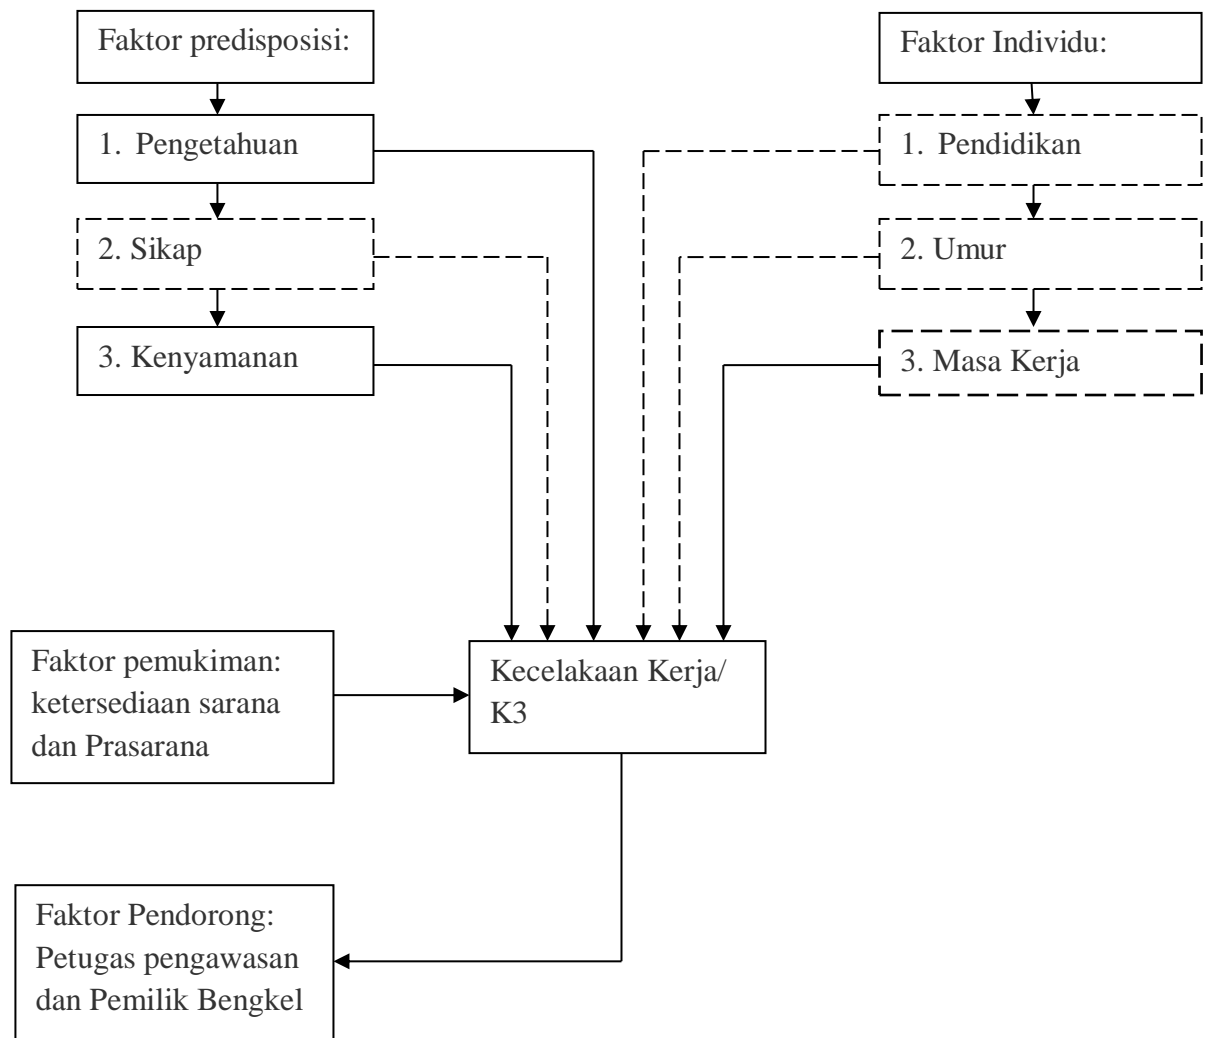 Faktor predisposisi:
1. Pengetahuan
2. Sikap
3. Kenyamanan
Faktor Individu:
1. Pendidikan
2. Umur
3. Masa Kerja
Faktor pemukiman:
ketersediaan sarana
dan Prasarana
Kecelakaan Kerja/
K3
Faktor Pendorong:
Petugas pengawasan
dan Pemilik Bengkel